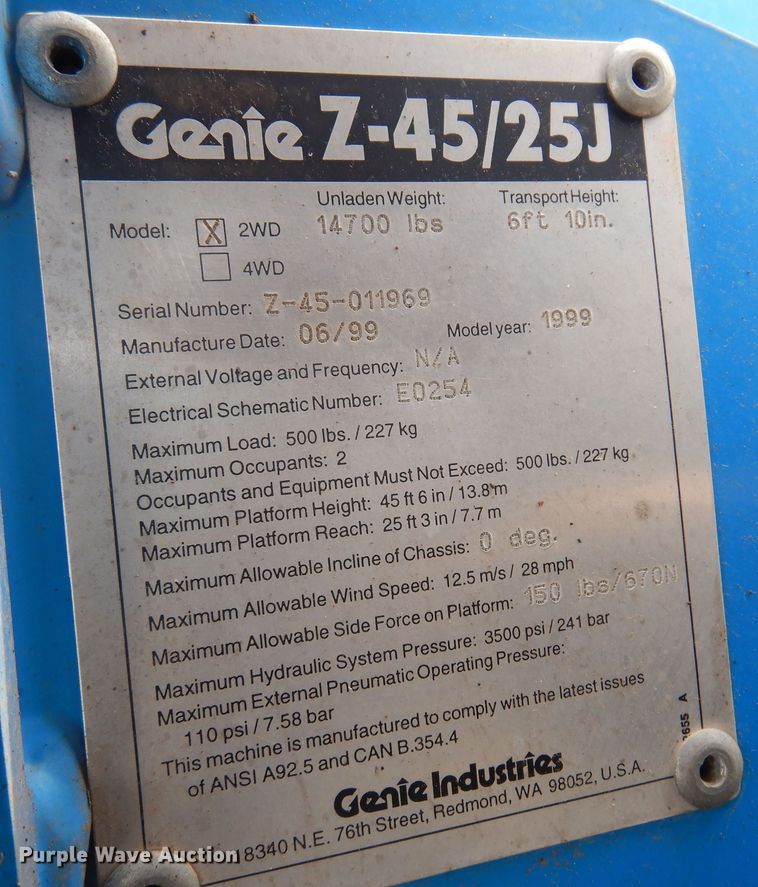 Genie Z-45/25J
Model: X 2WD Unladen Weight: 14700 lbs Transport Height: 6ft 10in.
4WD
Serial Number: Z-45-011969
Manufacture Date: 06/99 Model year: 1999
External Voltage and Frequency: N/A
Electrical Schematic Number: E0254
Maximum Load: 500 lbs. / 227 kg
Maximum Occupants: 2
Occupants and Equipment Must Not Exceed: 500 lbs. / 227 kg
Maximum Platform Height: 45 ft 6 in / 13.8 m
Maximum Platform Reach: 25 ft 3 in / 7.7 m
Maximum Allowable Incline of Chassis: 0 deg.
Maximum Allowable Wind Speed: 12.5 m/s / 28 mph
Maximum Allowable Side Force on Platform: 150 lbs/670N
Maximum Hydraulic System Pressure: 3500 psi / 241 bar
Maximum External Pneumatic Operating Pressure:
110 psi / 7.58 bar
This machine is manufactured to comply with the latest issues
of ANSI A92.5 and CAN B.354.4
Genie Industries
18340 N.E. 76th Street, Redmond, WA 98052, U.S.A.
A
Purple Wave Auction